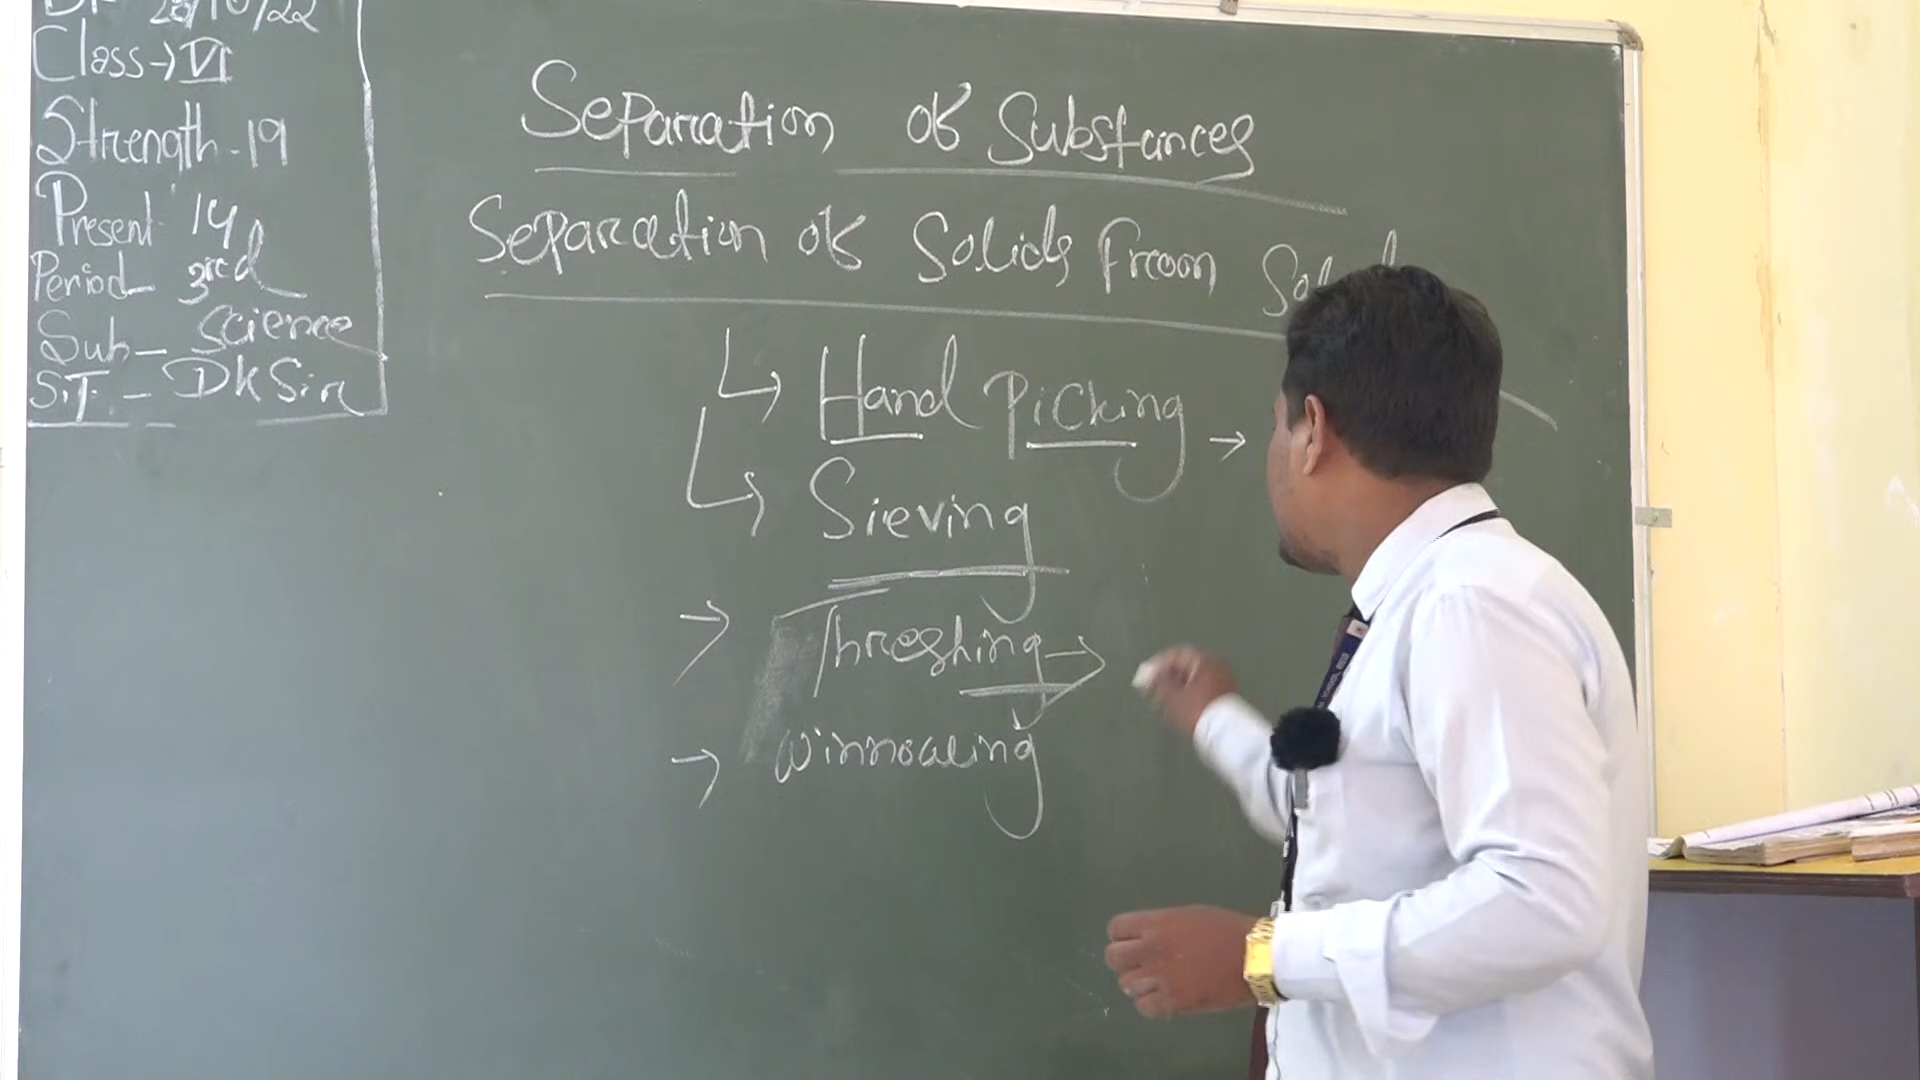 Class→VI
Strength-19
Present 14
Period- 3rd
Sub- Science
S.T - DK Sir
Separation of Substances
Separation of Solids from
Hand Picking →
Sieving
→ Threshing →
→ Winnowing